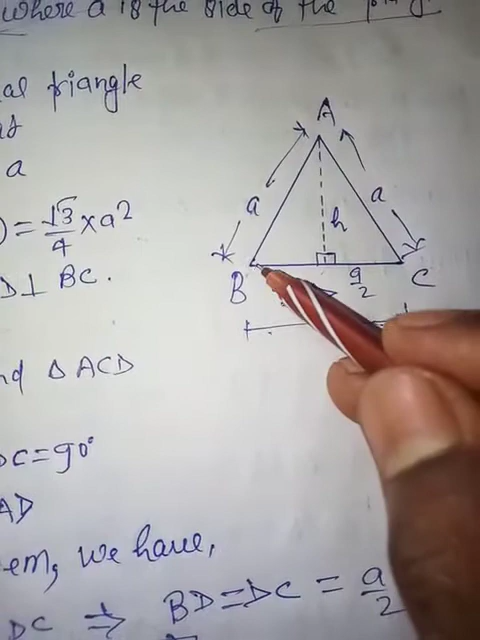 where a is the side of the
al triangle
A
a
a
a
h
) = √3/4 × a²
D ⊥ BC.
B
a/2
C
nd △ACD
DC = 90°
AD
em, we have,
DC ⇒ BD = DC = a/2